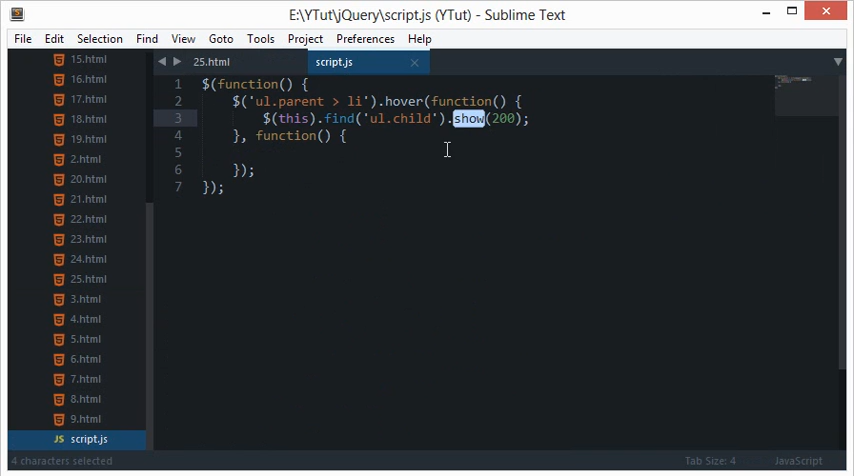 E:\YTut\jQuery\script.js (YTut) - Sublime Text
File Edit Selection Find View Goto Tools Project Preferences Help
15.html
16.html
17.html
18.html
19.html
2.html
20.html
21.html
22.html
23.html
24.html
25.html
3.html
4.html
5.html
6.html
7.html
8.html
9.html
JS script.js
25.html script.js
1 $(function() {
2 $('ul.parent > li').hover(function() {
3 $(this).find('ul.child').show(200);
4 }, function() {
5
6 });
7 });
4 characters selected Tab Size: 4 JavaScript